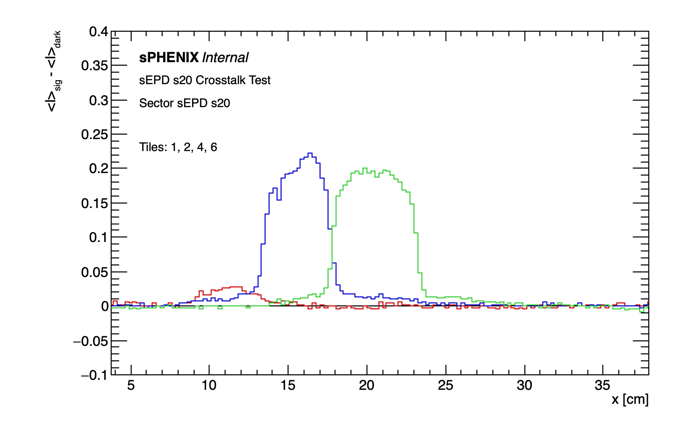 <I>sig - <I>dark
0.4
0.35
0.3
0.25
0.2
0.15
0.1
0.05
0
−0.05
−0.1
sPHENIX Internal
sEPD s20 Crosstalk Test
Sector sEPD s20
Tiles: 1, 2, 4, 6
5 10 15 20 25 30 35
x [cm]